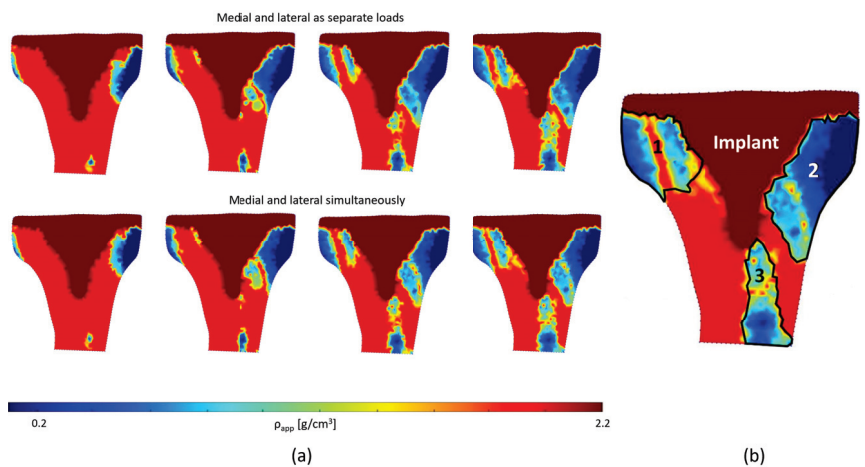 Medial and lateral as separate loads
Medial and lateral simultaneously
Implant
1
2
3
0.2
ρapp [g/cm³]
2.2
(a)
(b)